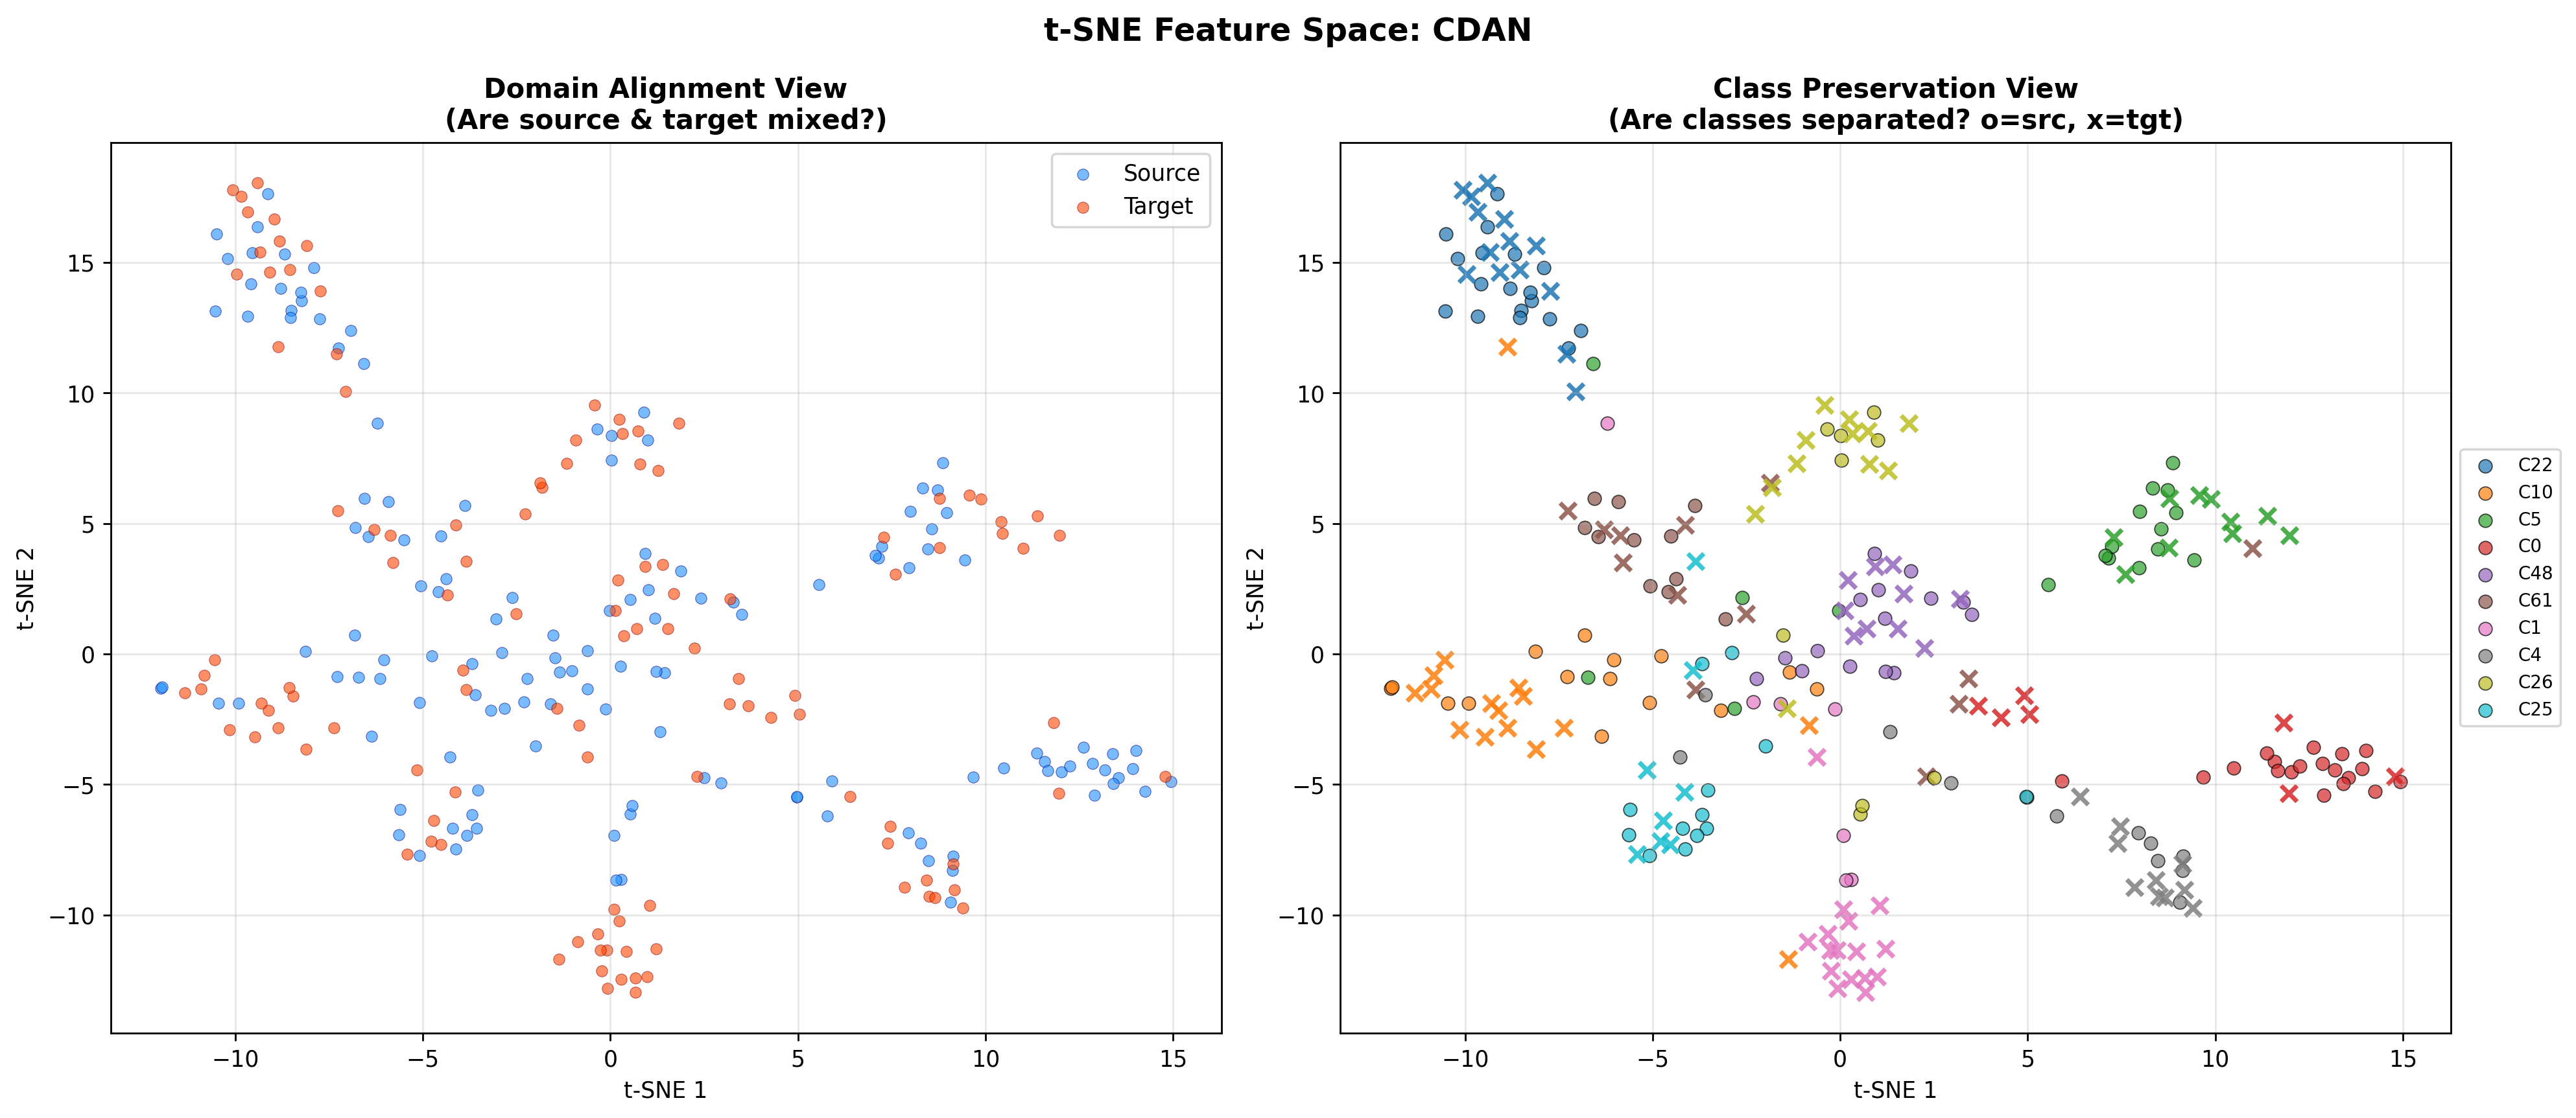 t-SNE Feature Space: CDAN
Domain Alignment View
(Are source & target mixed?)
Source
Target
15
10
5
0
−5
−10
t-SNE 2
−10
−5
0
5
10
15
t-SNE 1
Class Preservation View
(Are classes separated? o=src, x=tgt)
15
10
5
0
−5
−10
t-SNE 2
−10
−5
0
5
10
15
t-SNE 1
C22
C10
C5
C0
C48
C61
C1
C4
C26
C25